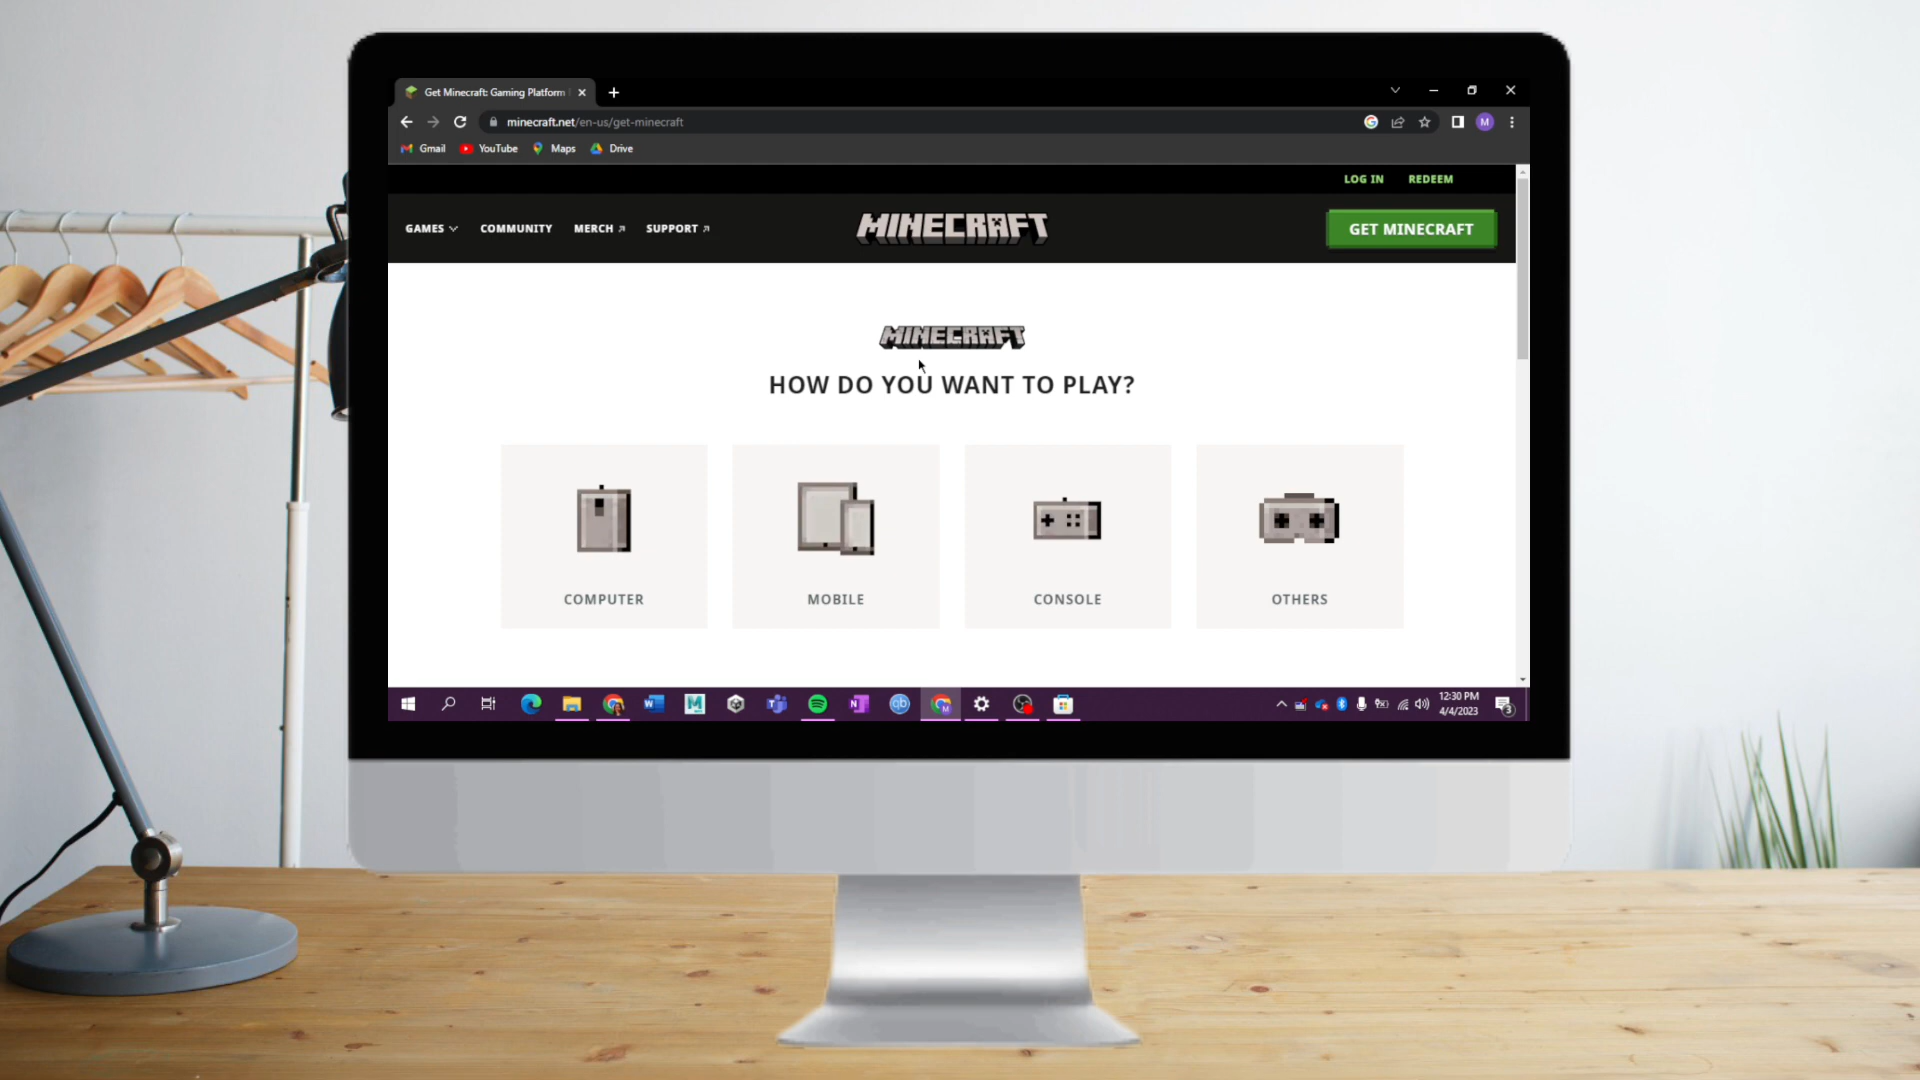 Get Minecraft: Gaming Platform
minecraft.net/en-us/get-minecraft
M
Gmail YouTube Maps Drive
LOG IN REDEEM
GAMES COMMUNITY MERCH SUPPORT
MINECRAFT
GET MINECRAFT
MINECRAFT
HOW DO YOU WANT TO PLAY?
COMPUTER MOBILE CONSOLE OTHERS
12:30 PM
4/4/2023
3